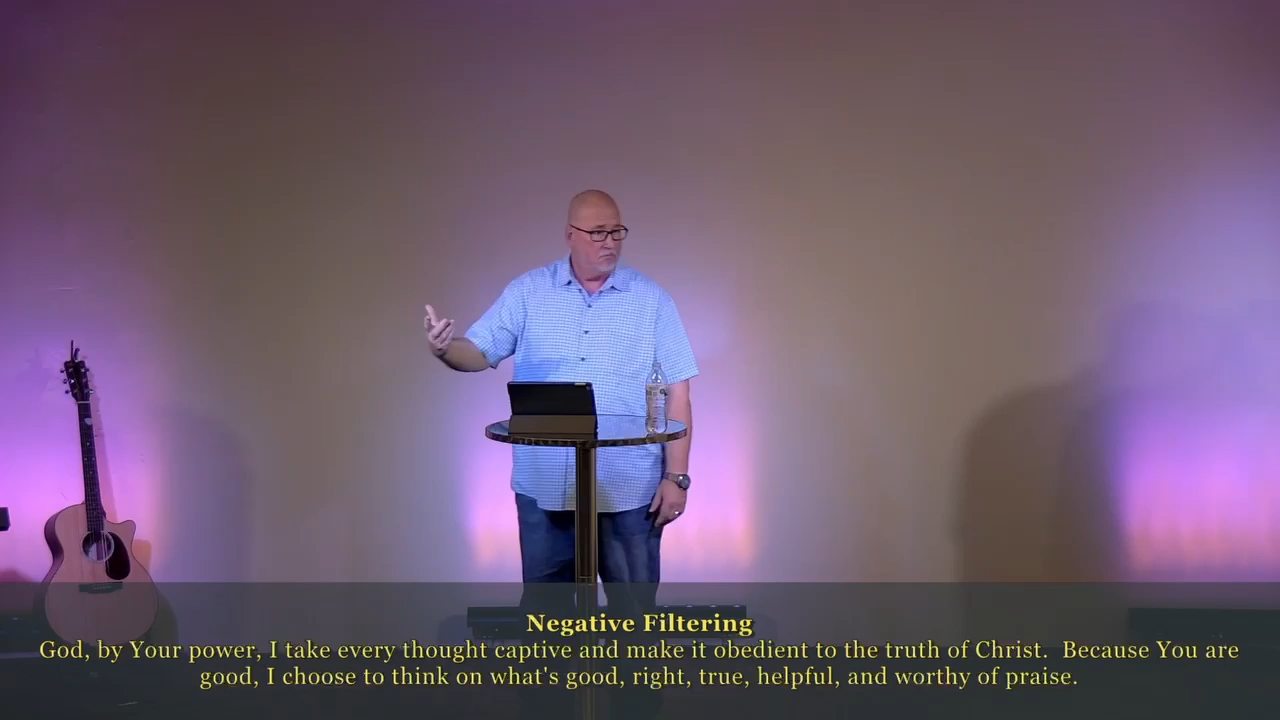 Negative Filtering
God, by Your power, I take every thought captive and make it obedient to the truth of Christ.  Because You are
good, I choose to think on what's good, right, true, helpful, and worthy of praise.